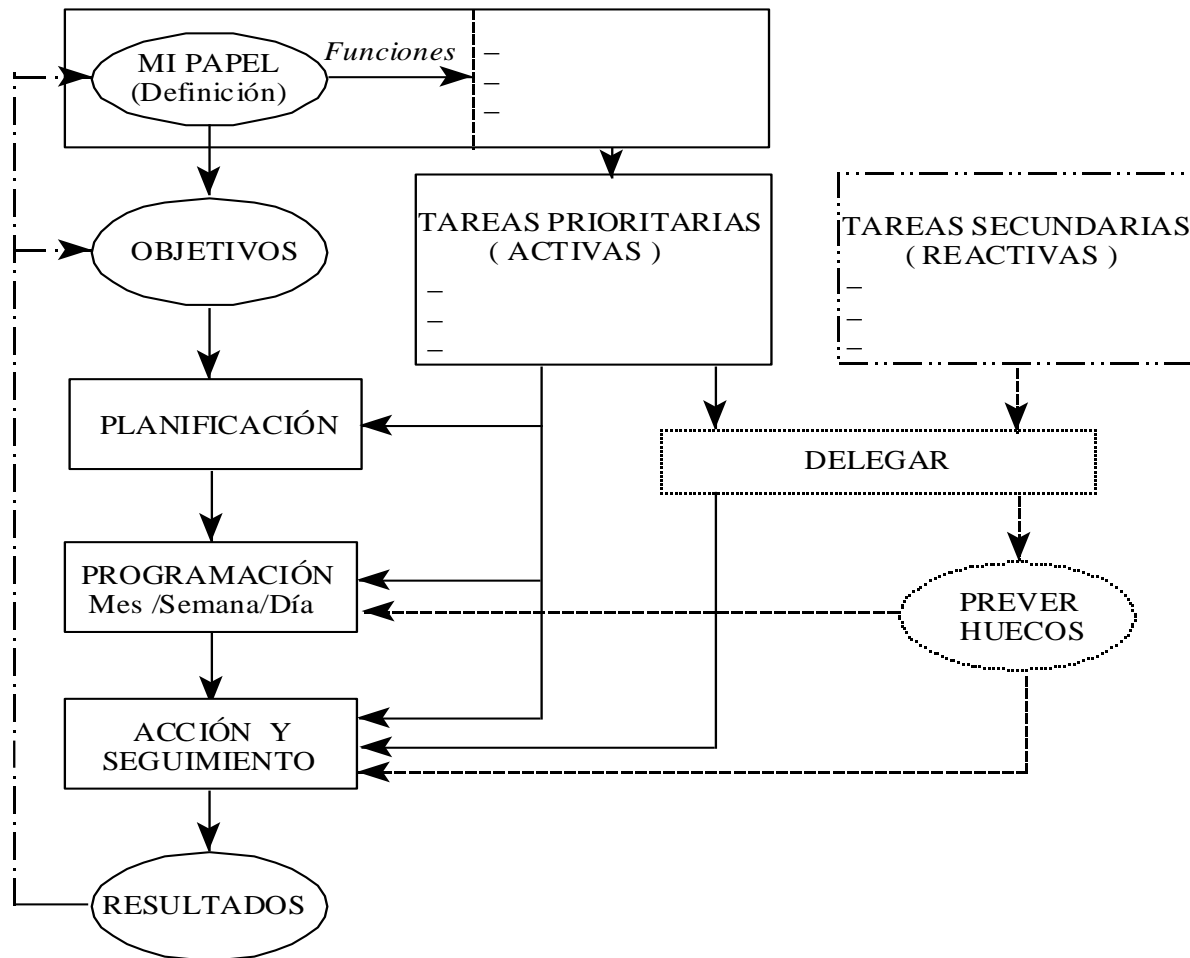 MI PAPEL
(Definición)
Funciones
–
–
–
OBJETIVOS
TAREAS PRIORITARIAS
( ACTIVAS )
–
–
–
TAREAS SECUNDARIAS
( REACTIVAS )
–
–
–
PLANIFICACIÓN
DELEGAR
PROGRAMACIÓN
Mes /Semana/Día
PREVER
HUECOS
ACCIÓN Y
SEGUIMIENTO
RESULTADOS